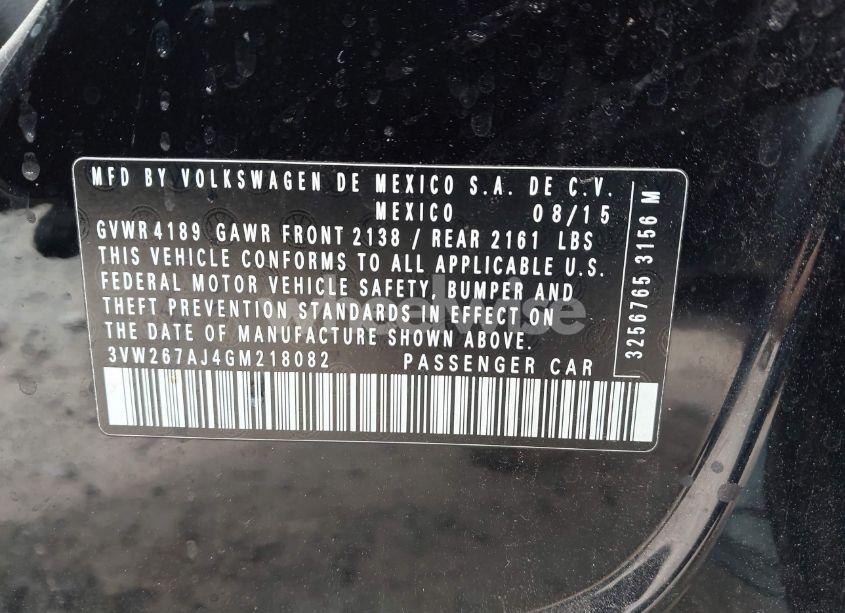 MFD BY VOLKSWAGEN DE MEXICO S.A. DE C.V.
MEXICO 08/15
GVWR 4189 GAWR FRONT 2138 / REAR 2161 LBS
THIS VEHICLE CONFORMS TO ALL APPLICABLE U.S.
FEDERAL MOTOR VEHICLE SAFETY, BUMPER AND
THEFT PREVENTION STANDARDS IN EFFECT ON
THE DATE OF MANUFACTURE SHOWN ABOVE.
3VW267AJ4GM218082 PASSENGER CAR
3256765 3156 M
wheelwise